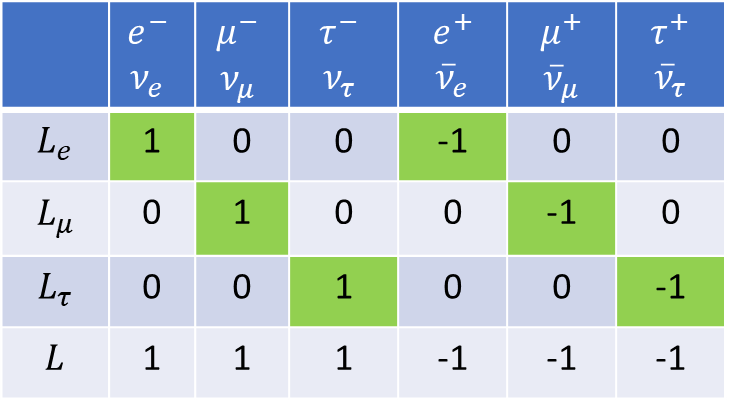 e⁻ μ⁻ τ⁻ e⁺ μ⁺ τ⁺
νₑ ν_μ ν_τ ν̄ₑ ν̄_μ ν̄_τ
Lₑ 1 0 0 -1 0 0
L_μ 0 1 0 0 -1 0
L_τ 0 0 1 0 0 -1
L 1 1 1 -1 -1 -1